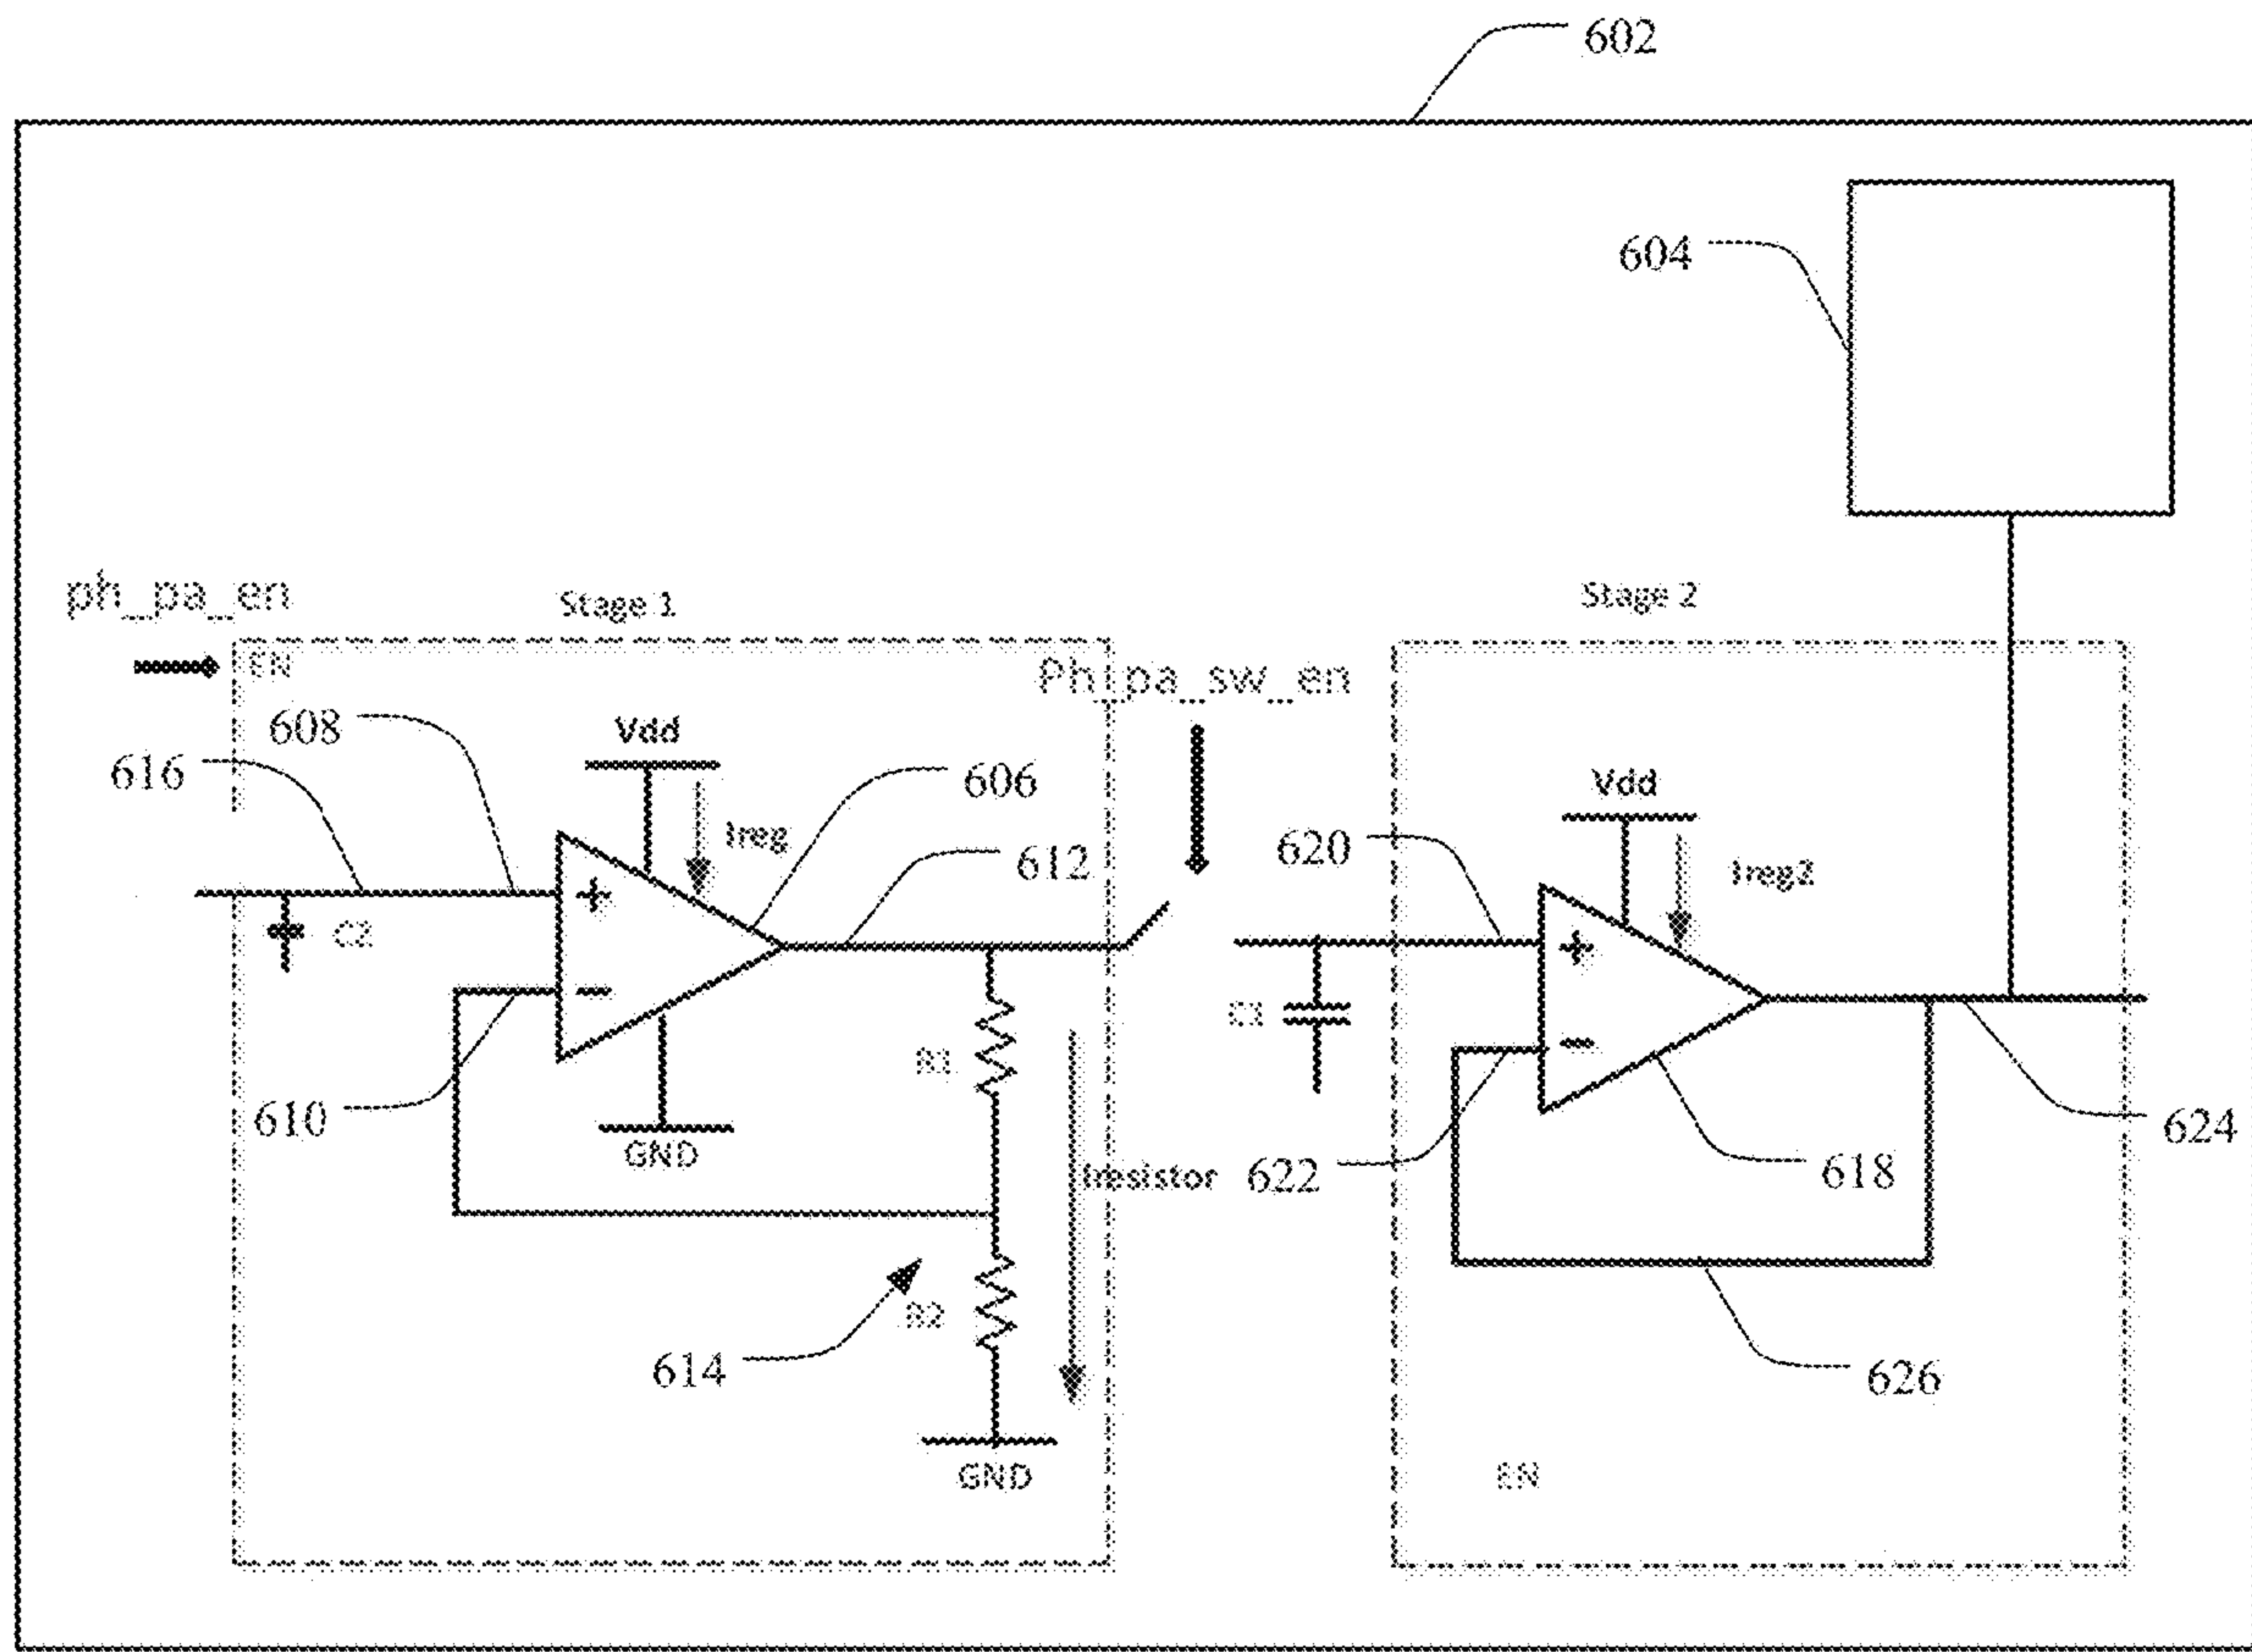 602
604
ph_pa_en
Stage 1
Stage 2
EN
Ph_pa_sw_en
608
Vdd
616
606
Vdd
Ireg
620
612
Ireg2
+
C2
+
−
−
R1
610
GND
624
Iresistor
622
618
R2
614
626
GND
EN